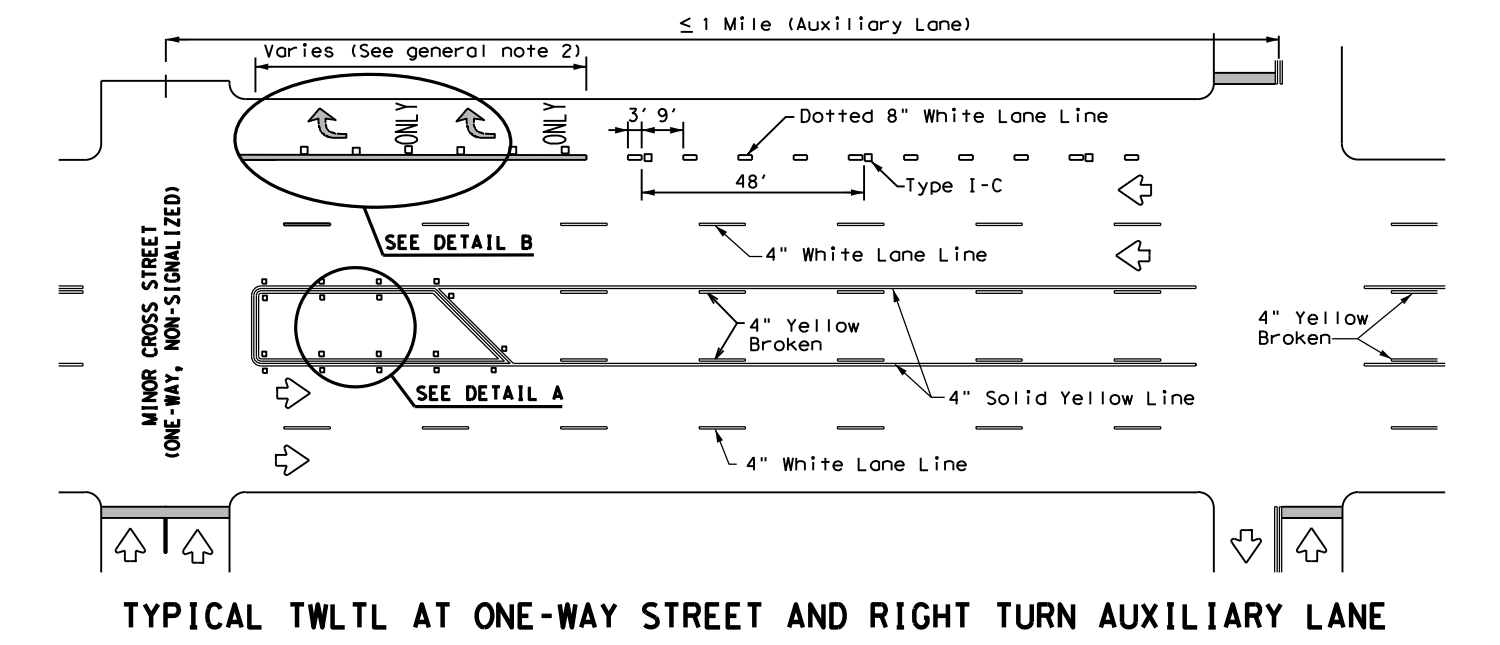 ≤ 1 Mile (Auxiliary Lane)
Varies (See general note 2)
ONLY
ONLY
3' 9'
Dotted 8" White Lane Line
48'
Type I-C
SEE DETAIL B
4" White Lane Line
MINOR CROSS STREET
(ONE-WAY, NON-SIGNALIZED)
4" Yellow
Broken
4" Yellow
Broken
SEE DETAIL A
4" Solid Yellow Line
4" White Lane Line
TYPICAL TWLTL AT ONE-WAY STREET AND RIGHT TURN AUXILIARY LANE